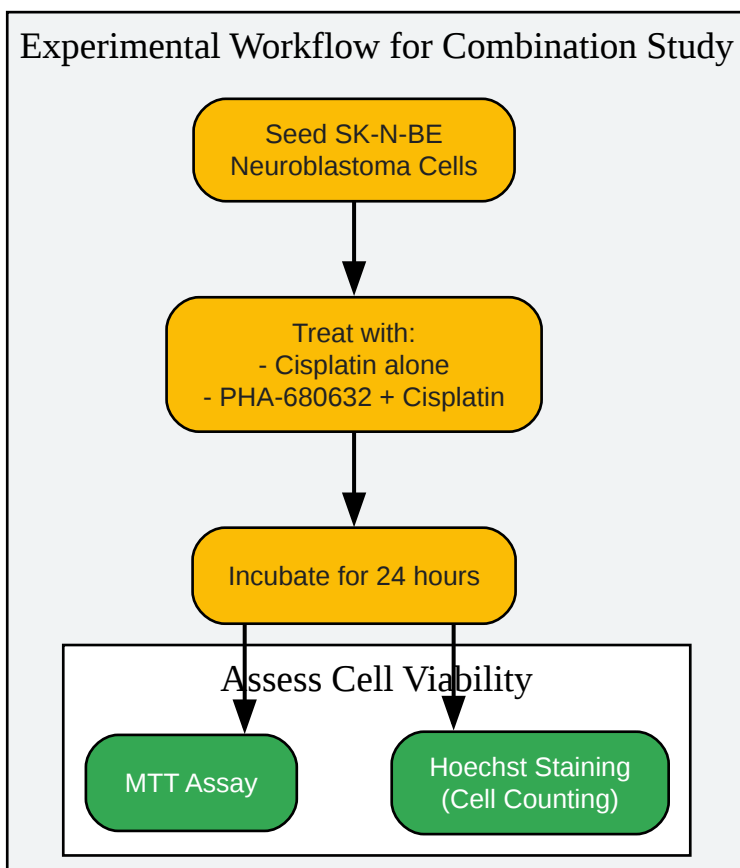 Experimental Workflow for Combination Study
Seed SK-N-BE
Neuroblastoma Cells
Treat with:
- Cisplatin alone
- PHA-680632 + Cisplatin
Incubate for 24 hours
Assess Cell Viability
MTT Assay
Hoechst Staining
(Cell Counting)